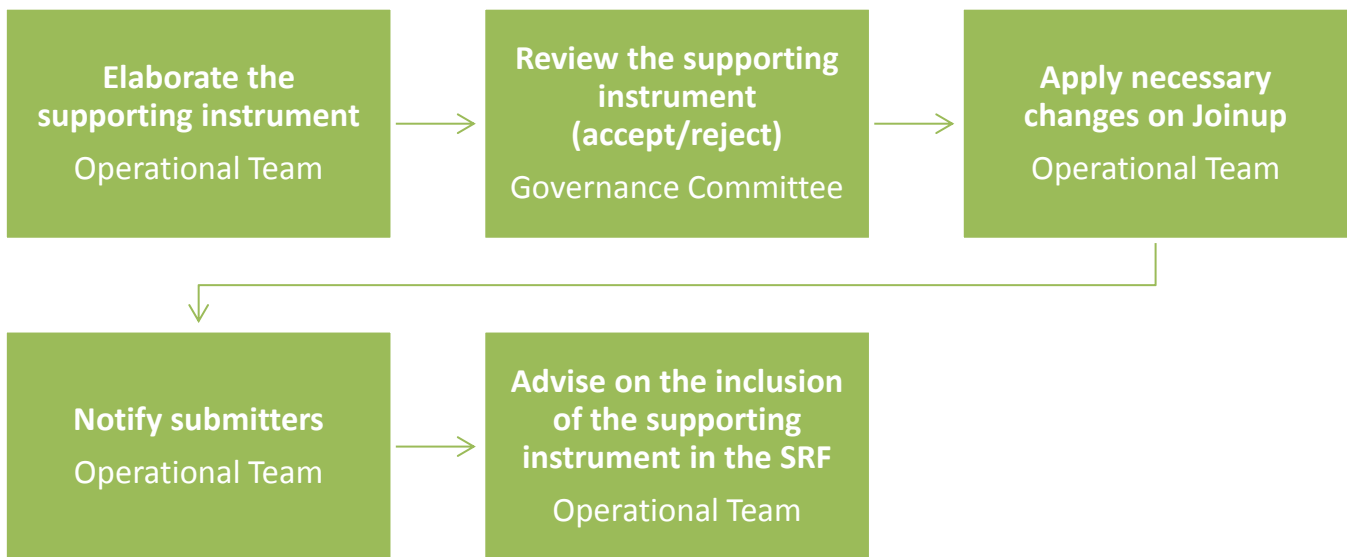 Elaborate the
supporting instrument
Operational Team
Review the supporting
instrument
(accept/reject)
Governance Committee
Apply necessary
changes on Joinup
Operational Team
Notify submitters
Operational Team
Advise on the inclusion
of the supporting
instrument in the SRF
Operational Team